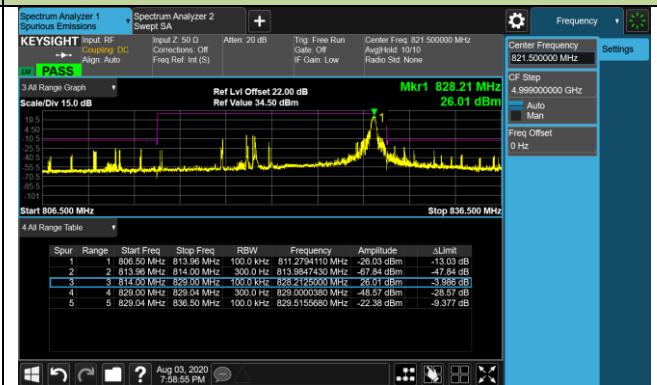 Spectrum Analyzer 1
Spurious Emissions
Spectrum Analyzer 2
Swept SA
Frequency
KEYSIGHT
Input: RF
Coupling: DC
Align: Auto
Input Z: 50 Ω
Corrections: Off
Freq Ref: Int (S)
Atten: 20 dB
Trig: Free Run
Gate: Off
IF Gain: Low
Center Freq: 821.500000 MHz
Avg|Hold: 10/10
Radio Std: None
PASS
Center Frequency
821.500000 MHz
Settings
CF Step
4.999000000 GHz
Auto
Man
Freq Offset
0 Hz
3 All Range Graph
Scale/Div 15.0 dB
Ref Lvl Offset 22.00 dB
Ref Value 34.50 dBm
Mkr1 828.21 MHz
26.01 dBm
1
19.5
4.50
-10.5
-25.5
-40.5
-55.5
-70.5
-85.5
-101
Start 806.500 MHz
Stop 836.500 MHz
4 All Range Table
Spur Range Start Freq Stop Freq RBW Frequency Amplitude ΔLimit
1 1 806.50 MHz 813.96 MHz 100.0 kHz 811.2794110 MHz -26.03 dBm -13.03 dB
2 2 813.96 MHz 814.00 MHz 300.0 Hz 813.9847430 MHz -67.84 dBm -47.84 dB
3 3 814.00 MHz 829.00 MHz 100.0 kHz 828.2125000 MHz 26.01 dBm -3.986 dB
4 4 829.00 MHz 829.04 MHz 300.0 Hz 829.0000380 MHz -48.57 dBm -28.57 dB
5 5 829.04 MHz 836.50 MHz 100.0 kHz 829.5155680 MHz -22.38 dBm -9.377 dB
Aug 03, 2020
7:58:55 PM